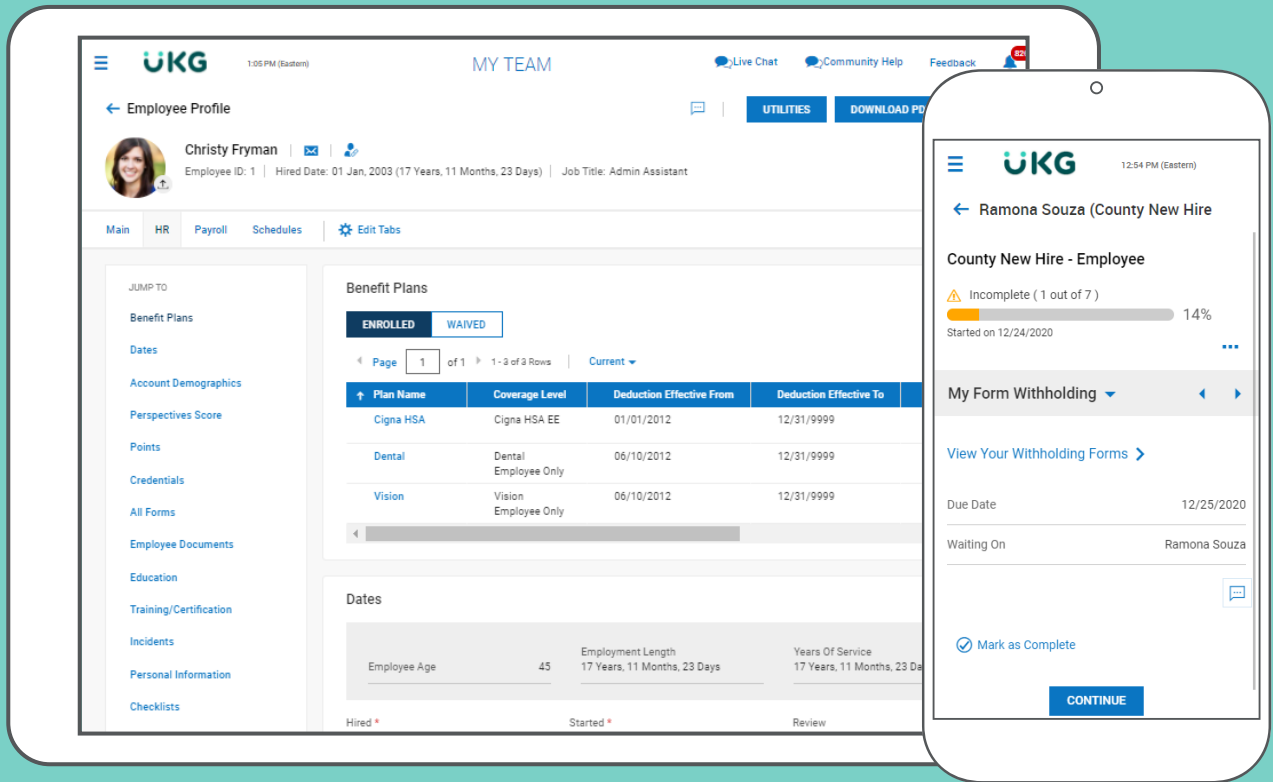 UKG
1:05 PM (Eastern)
MY TEAM
Live Chat
Community Help
Feedback
Employee Profile
UTILITIES
DOWNLOAD PD
Christy Fryman
Employee ID: 1 | Hired Date: 01 Jan, 2003 (17 Years, 11 Months, 23 Days) | Job Title: Admin Assistant
Main
HR
Payroll
Schedules
Edit Tabs
JUMP TO
Benefit Plans
Dates
Account Demographics
Perspectives Score
Points
Credentials
All Forms
Employee Documents
Education
Training/Certification
Incidents
Personal Information
Checklists
Benefit Plans
ENROLLED
WAIVED
Page 1 of 1 1 - 3 of 3 Rows | Current
Plan Name Coverage Level Deduction Effective From Deduction Effective To
Cigna HSA Cigna HSA EE 01/01/2012 12/31/9999
Dental Dental 06/10/2012 12/31/9999
Employee Only
Vision Vision 06/10/2012 12/31/9999
Employee Only
Dates
Employee Age 45
Employment Length
17 Years, 11 Months, 23 Days
Years Of Service
17 Years, 11 Months, 23 Da
Hired *
Started *
Review
UKG
12:54 PM (Eastern)
Ramona Souza (County New Hire
County New Hire - Employee
Incomplete ( 1 out of 7 )
14%
Started on 12/24/2020
My Form Withholding
View Your Withholding Forms
Due Date 12/25/2020
Waiting On Ramona Souza
Mark as Complete
CONTINUE